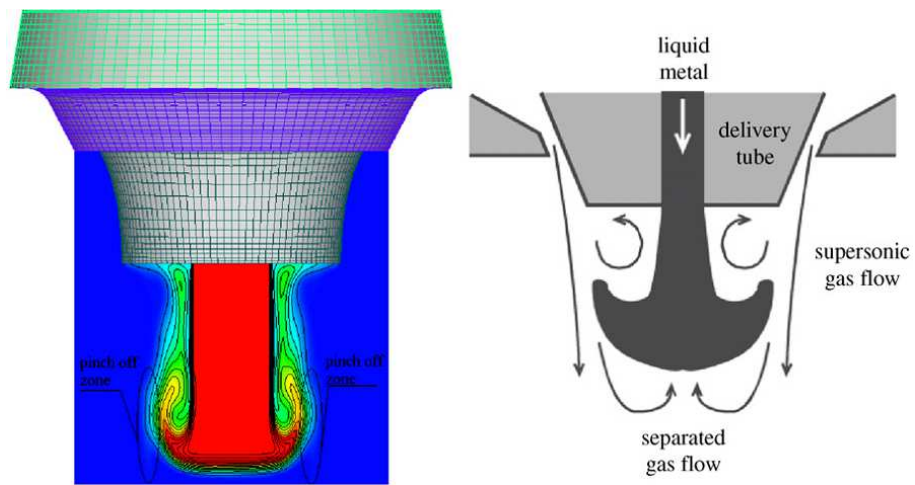 pinch off
zone
pinch off
zone
liquid
metal
delivery
tube
supersonic
gas flow
separated
gas flow